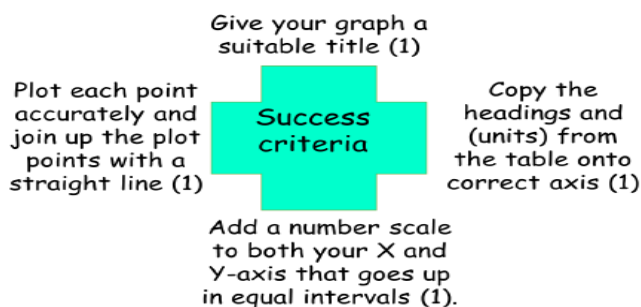 Give your graph a
suitable title (1)
Plot each point
accurately and
join up the plot
points with a
straight line (1)
Success
criteria
Copy the
headings and
(units) from
the table onto
correct axis (1)
Add a number scale
to both your X and
Y-axis that goes up
in equal intervals (1).